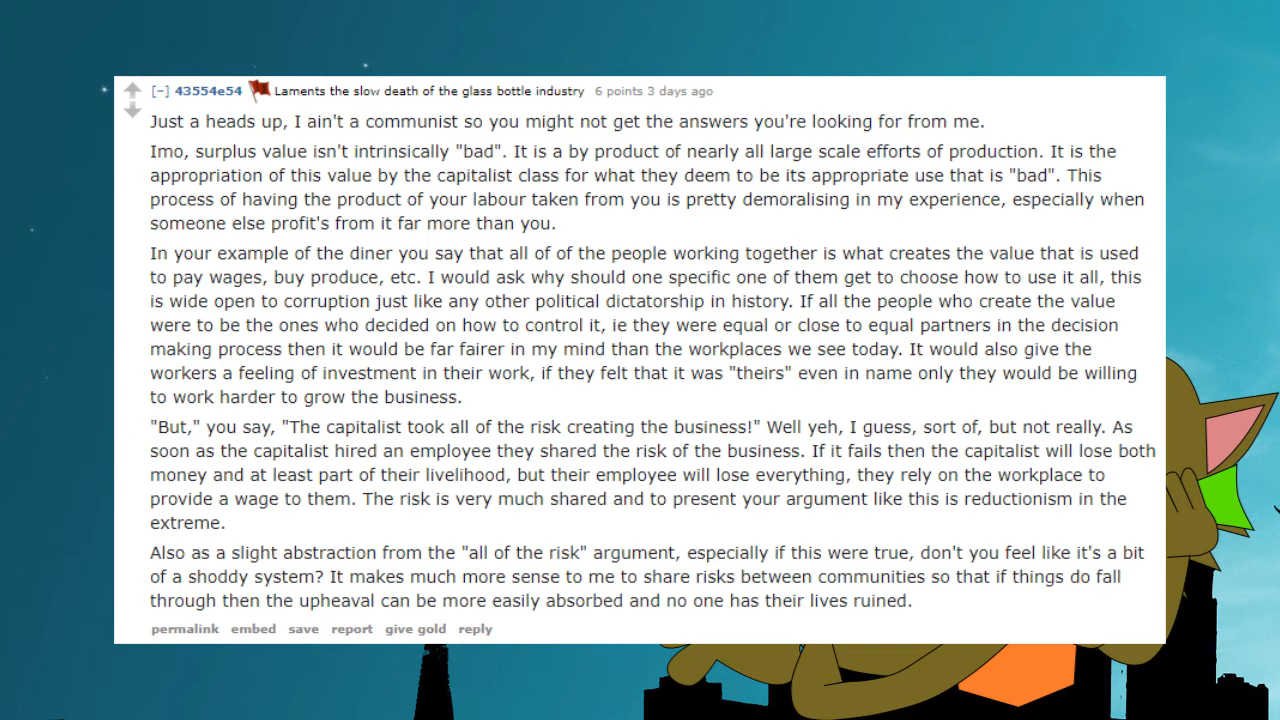 [–] 43554e54 Laments the slow death of the glass bottle industry 6 points 3 days ago
Just a heads up, I ain't a communist so you might not get the answers you're looking for from me.
Imo, surplus value isn't intrinsically "bad". It is a by product of nearly all large scale efforts of production. It is the
appropriation of this value by the capitalist class for what they deem to be its appropriate use that is "bad". This
process of having the product of your labour taken from you is pretty demoralising in my experience, especially when
someone else profit's from it far more than you.
In your example of the diner you say that all of of the people working together is what creates the value that is used
to pay wages, buy produce, etc. I would ask why should one specific one of them get to choose how to use it all, this
is wide open to corruption just like any other political dictatorship in history. If all the people who create the value
were to be the ones who decided on how to control it, ie they were equal or close to equal partners in the decision
making process then it would be far fairer in my mind than the workplaces we see today. It would also give the
workers a feeling of investment in their work, if they felt that it was "theirs" even in name only they would be willing
to work harder to grow the business.
"But," you say, "The capitalist took all of the risk creating the business!" Well yeh, I guess, sort of, but not really. As
soon as the capitalist hired an employee they shared the risk of the business. If it fails then the capitalist will lose both
money and at least part of their livelihood, but their employee will lose everything, they rely on the workplace to
provide a wage to them. The risk is very much shared and to present your argument like this is reductionism in the
extreme.
Also as a slight abstraction from the "all of the risk" argument, especially if this were true, don't you feel like it's a bit
of a shoddy system? It makes much more sense to me to share risks between communities so that if things do fall
through then the upheaval can be more easily absorbed and no one has their lives ruined.
permalink embed save report give gold reply